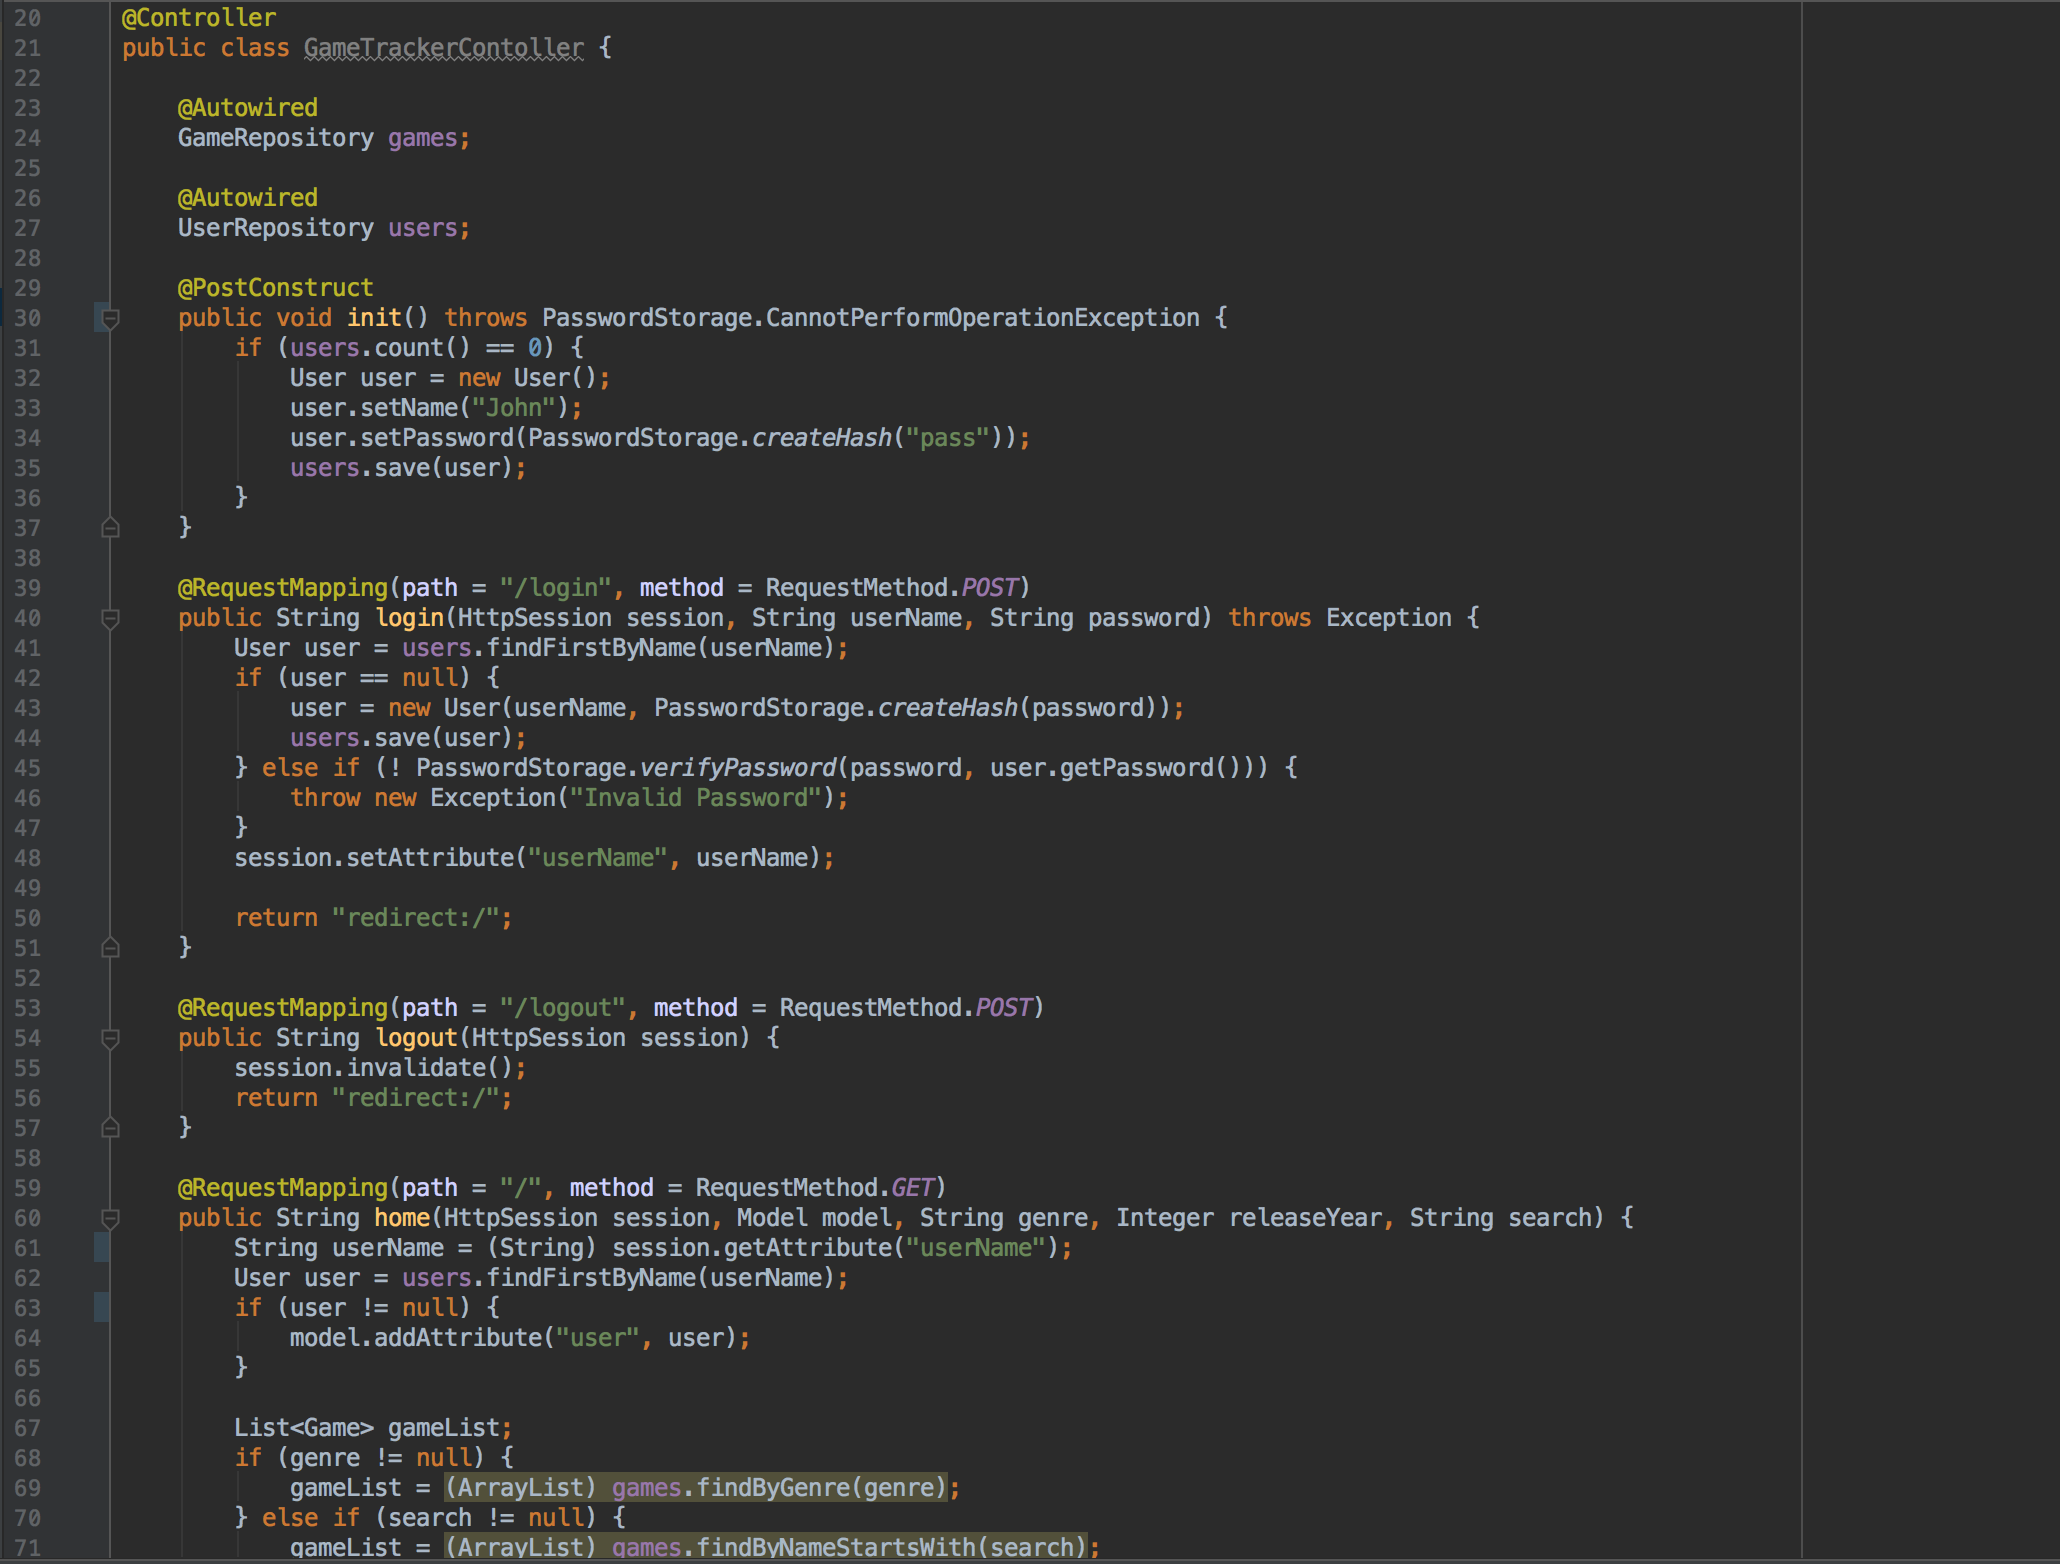 20 @Controller
21 public class GameTrackerContoller {
22
23     @Autowired
24     GameRepository games;
25
26     @Autowired
27     UserRepository users;
28
29     @PostConstruct
30     public void init() throws PasswordStorage.CannotPerformOperationException {
31         if (users.count() == 0) {
32             User user = new User();
33             user.setName("John");
34             user.setPassword(PasswordStorage.createHash("pass"));
35             users.save(user);
36         }
37     }
38
39     @RequestMapping(path = "/login", method = RequestMethod.POST)
40     public String login(HttpSession session, String userName, String password) throws Exception {
41         User user = users.findFirstByName(userName);
42         if (user == null) {
43             user = new User(userName, PasswordStorage.createHash(password));
44             users.save(user);
45         } else if (! PasswordStorage.verifyPassword(password, user.getPassword())) {
46             throw new Exception("Invalid Password");
47         }
48         session.setAttribute("userName", userName);
49
50         return "redirect:/";
51     }
52
53     @RequestMapping(path = "/logout", method = RequestMethod.POST)
54     public String logout(HttpSession session) {
55         session.invalidate();
56         return "redirect:/";
57     }
58
59     @RequestMapping(path = "/", method = RequestMethod.GET)
60     public String home(HttpSession session, Model model, String genre, Integer releaseYear, String search) {
61         String userName = (String) session.getAttribute("userName");
62         User user = users.findFirstByName(userName);
63         if (user != null) {
64             model.addAttribute("user", user);
65         }
66
67         List<Game> gameList;
68         if (genre != null) {
69             gameList = (ArrayList) games.findByGenre(genre);
70         } else if (search != null) {
71             gameList = (ArrayList) games.findByNameStartsWith(search);